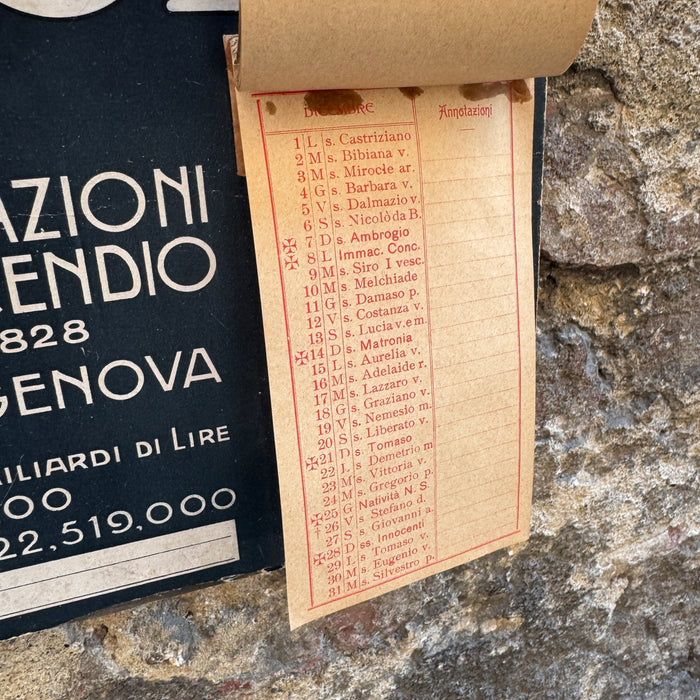 AZIONI
CENDIO
1828
GENOVA
MILIARDI DI LIRE
22,519,000
DICEMBRE
Annotazioni
1 L s. Castriziano
2 M s. Bibiana v.
3 M s. Mirocle ar.
4 G s. Barbara v.
5 V s. Dalmazio v.
6 S s. Nicolò da B.
✠ 7 D s. Ambrogio
✠ 8 L Immac. Conc.
9 M s. Siro I vesc.
10 M s. Melchiade
11 G s. Damaso p.
12 V s. Costanza v.
13 S s. Lucia v. e m.
✠ 14 D s. Matronia
15 L s. Aurelia v.
16 M s. Adelaide r.
17 M s. Lazzaro v.
18 G s. Graziano v.
19 V s. Nemesio m.
20 S s. Liberato v.
✠ 21 D s. Tomaso
22 L s. Demetrio m
23 M s. Vittoria v.
24 M s. Gregorio p.
✠ 25 G Natività N. S.
† 26 V s. Stefano d.
27 S s. Giovanni a.
✠ 28 D ss. Innocenti
29 L s. Tomaso v.
30 M s. Eugenio v.
31 M s. Silvestro p.